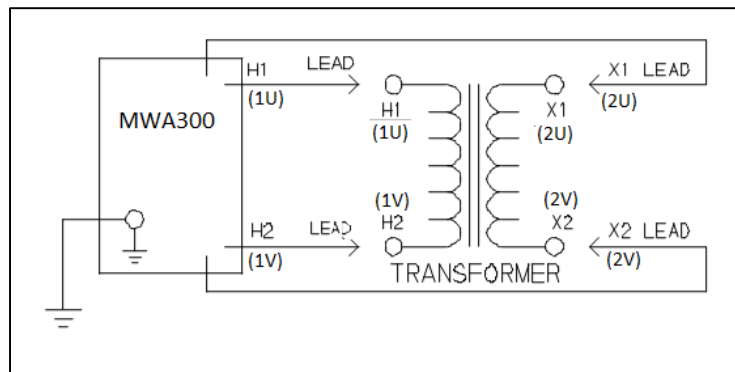 H1 LEAD
(1U)
MWA300
H1
(1U)
X1
(2U)
X1 LEAD
(2U)
(1V)
H2
(2V)
X2
H2 LEAD
(1V)
X2 LEAD
(2V)
TRANSFORMER